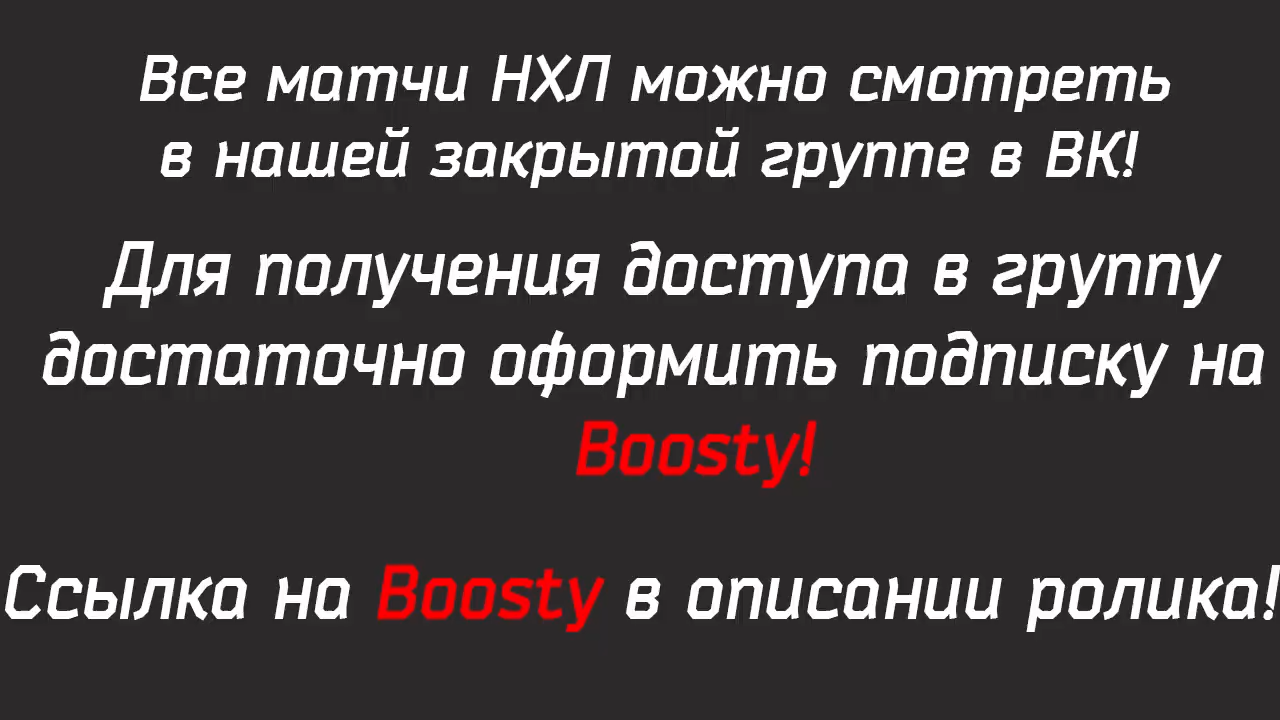 Все матчи НХЛ можно смотреть
в нашей закрытой группе в ВК!
Для получения доступа в группу
достаточно оформить подписку на
Boosty!
Ссылка на Boosty в описании ролика!